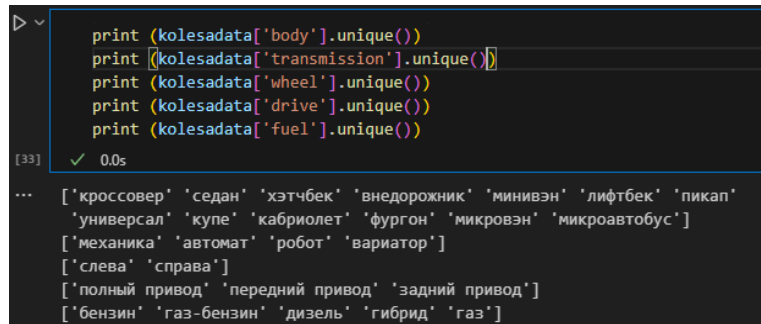 print (kolesadata['body'].unique())
print (kolesadata['transmission'].unique())
print (kolesadata['wheel'].unique())
print (kolesadata['drive'].unique())
print (kolesadata['fuel'].unique())
[33] ✓ 0.0s
... ['кроссовер' 'седан' 'хэтчбек' 'внедорожник' 'минивэн' 'лифтбек' 'пикап'
'универсал' 'купе' 'кабриолет' 'фургон' 'микровэн' 'микроавтобус']
['механика' 'автомат' 'робот' 'вариатор']
['слева' 'справа']
['полный привод' 'передний привод' 'задний привод']
['бензин' 'газ-бензин' 'дизель' 'гибрид' 'газ']